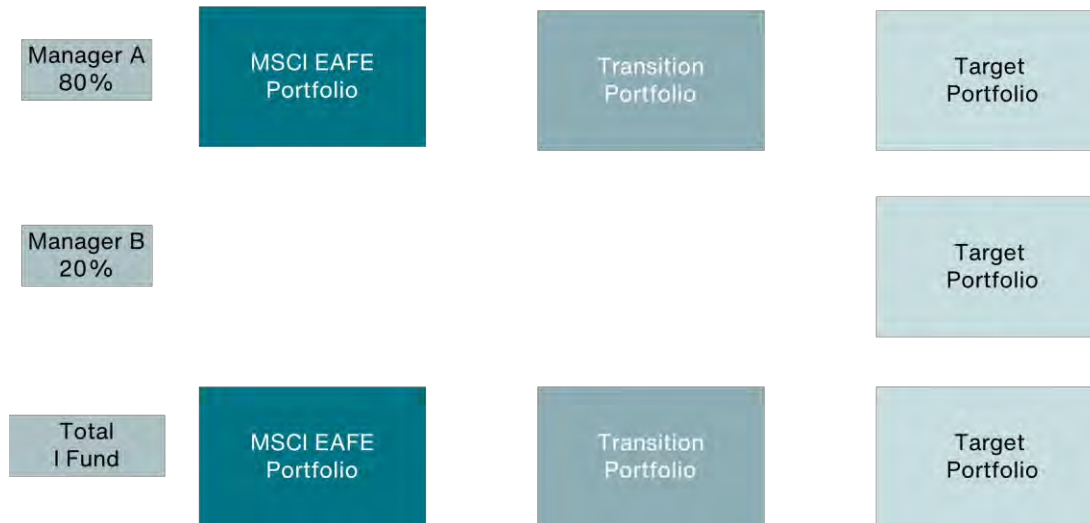 Manager A
80%
MSCI EAFE
Portfolio
Transition
Portfolio
Target
Portfolio
Manager B
20%
Target
Portfolio
Total
I Fund
MSCI EAFE
Portfolio
Transition
Portfolio
Target
Portfolio